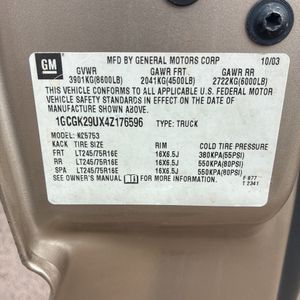 GM
MFD BY GENERAL MOTORS CORP 10/03
GVWR GAWR FRT GAWR RR
3901KG(8600LB) 2041KG(4500LB) 2722KG(6000LB)
THIS VEHICLE CONFORMS TO ALL APPLICABLE U.S. FEDERAL MOTOR
VEHICLE SAFETY STANDARDS IN EFFECT ON THE DATE OF
MANUFACTURE SHOWN ABOVE.
1GCGK29UX4Z176596 TYPE: TRUCK
MODEL: KC5753
KACK TIRE SIZE RIM COLD TIRE PRESSURE
FRT LT245/75R16E 16X6.5J 380KPA(55PSI)
RR LT245/75R16E 16X6.5J 550KPA(80PSI)
SPA LT245/75R16E 16X6.5J 550KPA(80PSI)
SEE OWNER'S MANUAL FOR MORE INFORMATION. F 877
T 2341